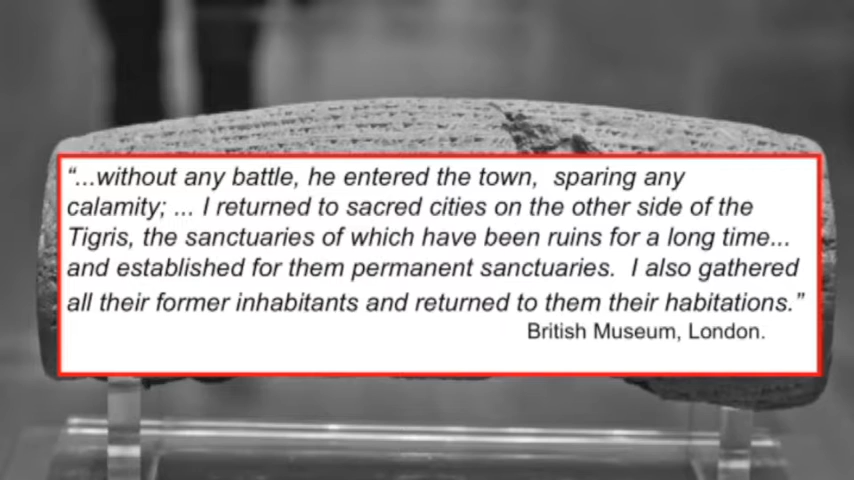 “...without any battle, he entered the town, sparing any
calamity; ... I returned to sacred cities on the other side of the
Tigris, the sanctuaries of which have been ruins for a long time...
and established for them permanent sanctuaries. I also gathered
all their former inhabitants and returned to them their habitations.”
British Museum, London.